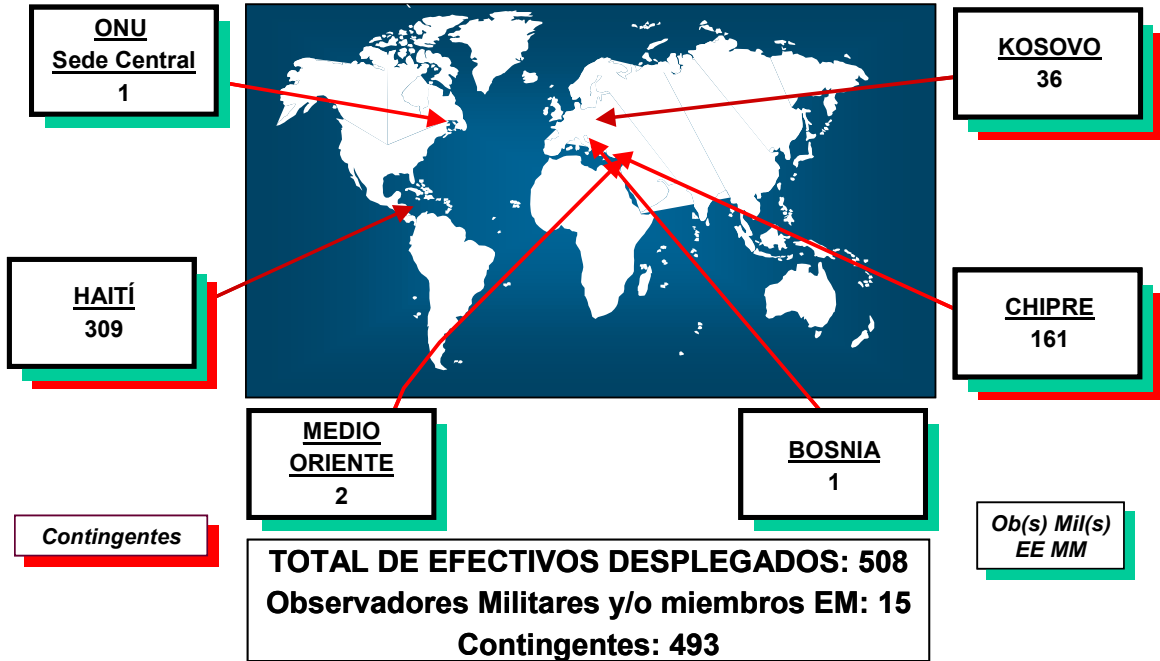 ONU
Sede Central
1
KOSOVO
36
HAITÍ
309
CHIPRE
161
MEDIO
ORIENTE
2
BOSNIA
1
Contingentes
Ob(s) Mil(s)
EE MM
TOTAL DE EFECTIVOS DESPLEGADOS: 508
Observadores Militares y/o miembros EM: 15
Contingentes: 493